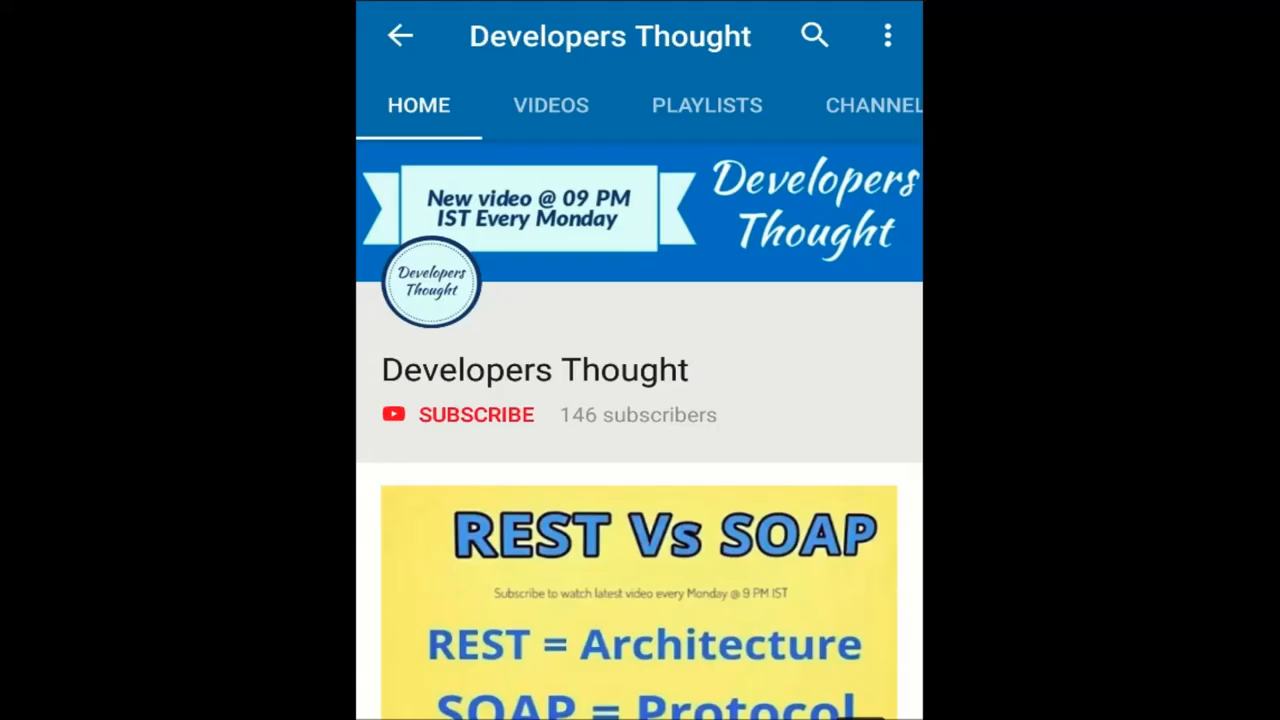 Developers Thought
HOME VIDEOS PLAYLISTS CHANNEL
New video @ 09 PM
IST Every Monday
Developers
Thought
Developers
Thought
Developers Thought
SUBSCRIBE 146 subscribers
REST Vs SOAP
Subscribe to watch latest video every Monday @ 9 PM IST
REST = Architecture
SOAP = Protocol